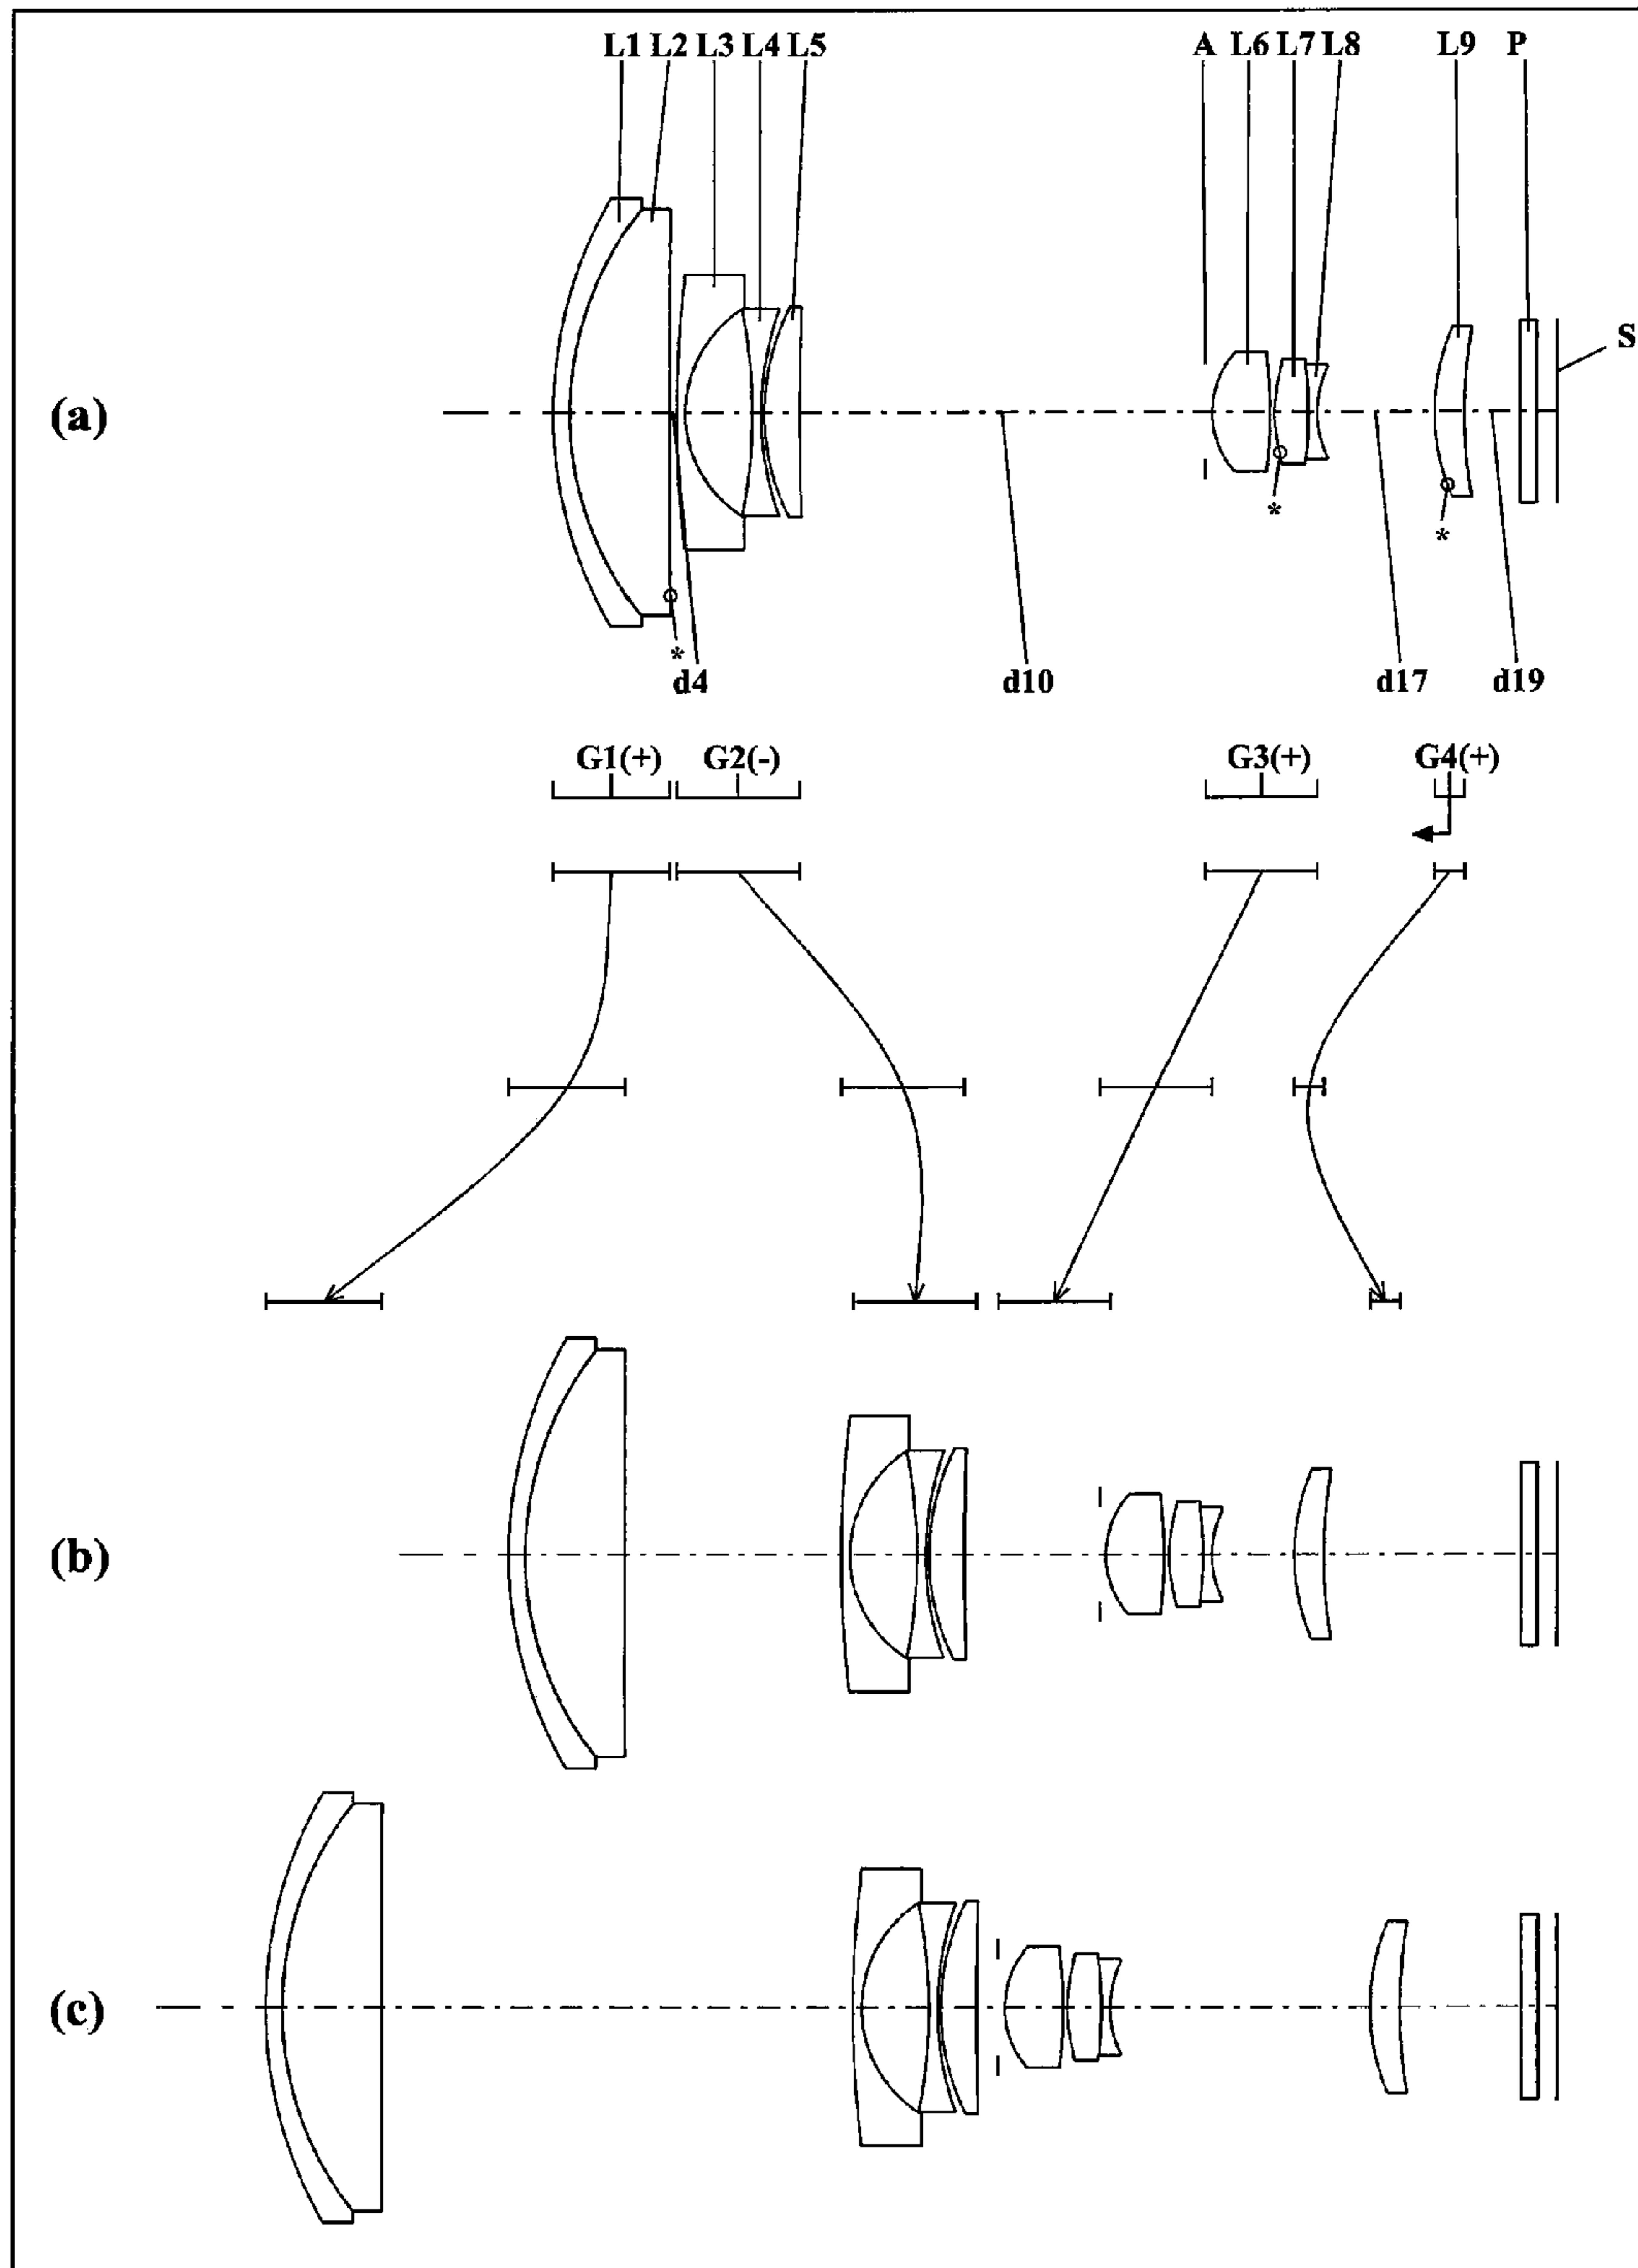 L1 L2 L3 L4 L5 A L6 L7 L8 L9 P
S
(a)
*
*
*
d4 d10 d17 d19
G1(+) G2(-) G3(+) G4(+)
(b)
(c)